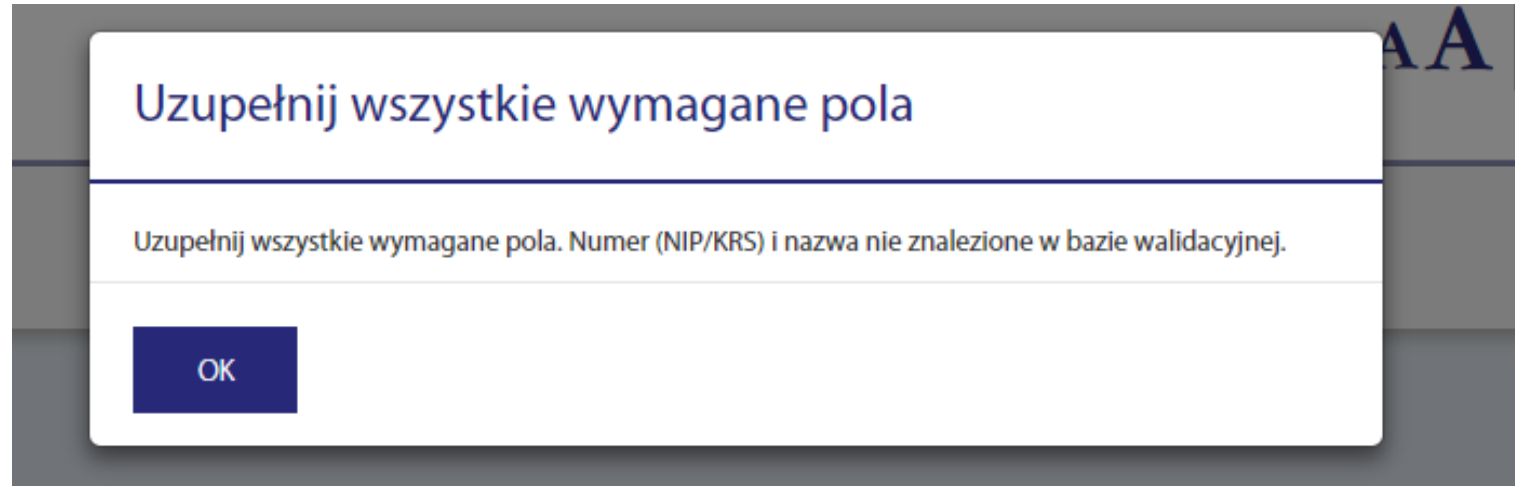 A A
Uzupełnij wszystkie wymagane pola
Uzupełnij wszystkie wymagane pola. Numer (NIP/KRS) i nazwa nie znalezione w bazie walidacyjnej.
OK